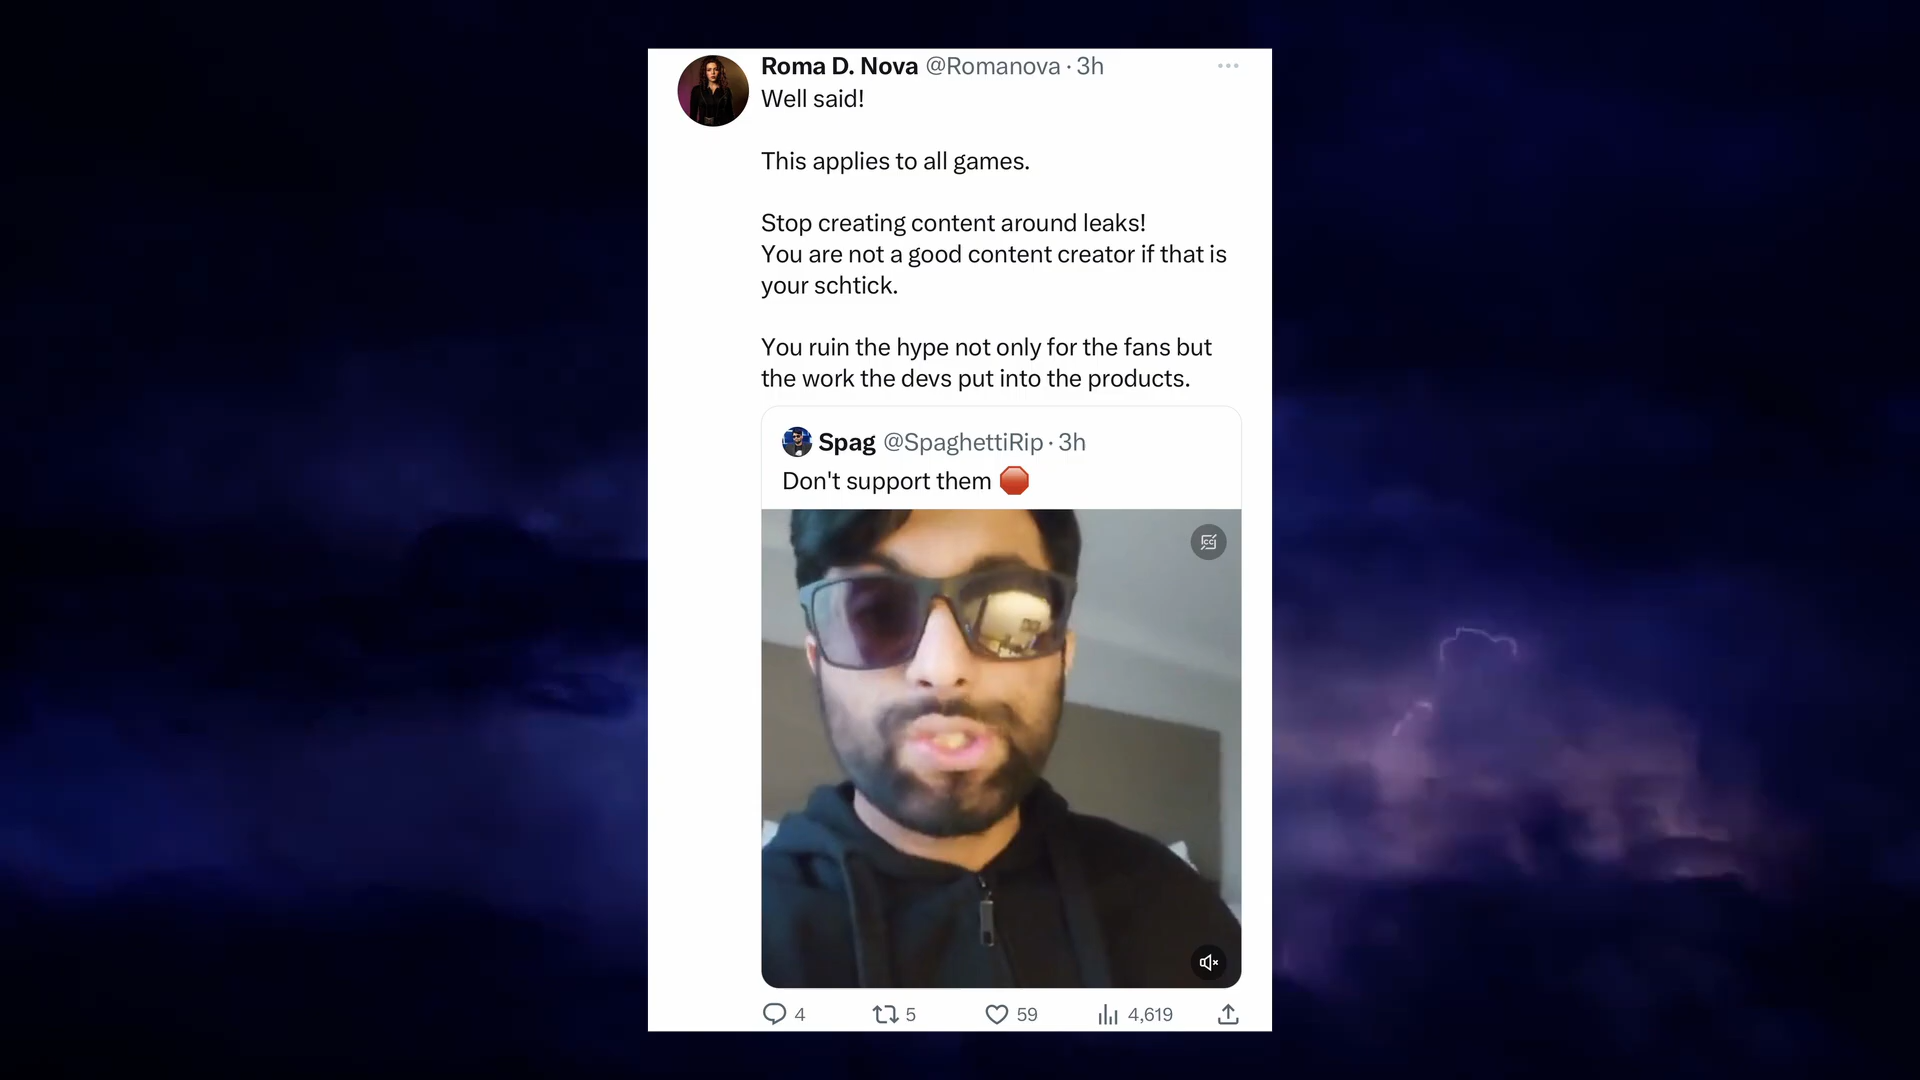 Roma D. Nova @Romanova · 3h
Well said!
This applies to all games.
Stop creating content around leaks!
You are not a good content creator if that is
your schtick.
You ruin the hype not only for the fans but
the work the devs put into the products.
Spag @SpaghettiRip · 3h
Don't support them
CC
4 5 59 4,619